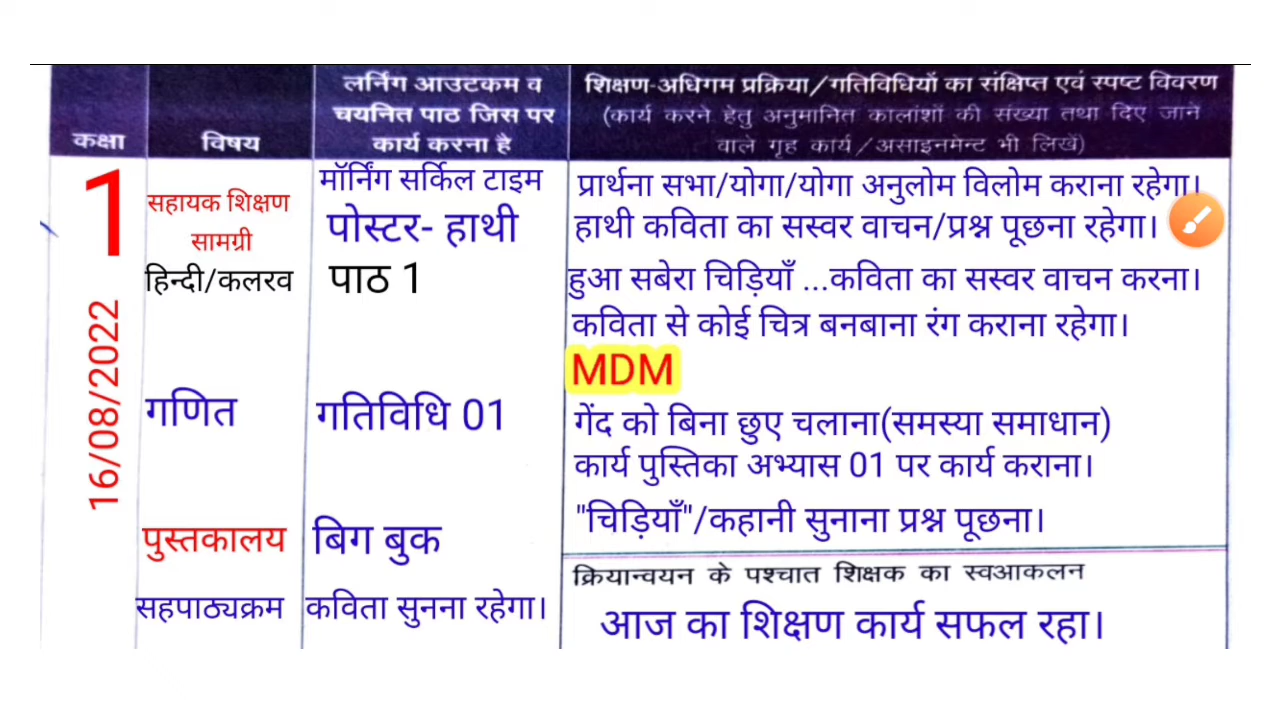 लर्निंग आउटकम व
चयनित पाठ जिस पर
कार्य करना है
शिक्षण-अधिगम प्रक्रिया/गतिविधियों का संक्षिप्त एवं स्पष्ट विवरण
(कार्य करने हेतु अनुमानित कालांशों की संख्या तथा दिए जाने
वाले गृह कार्य/असाइनमेन्ट भी लिखें)
कक्षा
विषय
1
16/08/2022
सहायक शिक्षण
सामग्री
मॉर्निंग सर्किल टाइम
पोस्टर- हाथी
प्रार्थना सभा/योगा/योगा अनुलोम विलोम कराना रहेगा।
हाथी कविता का सस्वर वाचन/प्रश्न पूछना रहेगा।
हिन्दी/कलरव
पाठ 1
हुआ सबेरा चिड़ियाँ ...कविता का सस्वर वाचन करना।
कविता से कोई चित्र बनबाना रंग कराना रहेगा।
MDM
गणित
गतिविधि 01
गेंद को बिना छुए चलाना(समस्या समाधान)
कार्य पुस्तिका अभ्यास 01 पर कार्य कराना।
पुस्तकालय
बिग बुक
"चिड़ियाँ"/कहानी सुनाना प्रश्न पूछना।
सहपाठ्यक्रम
कविता सुनना रहेगा।
क्रियान्वयन के पश्चात शिक्षक का स्वआकलन
आज का शिक्षण कार्य सफल रहा।